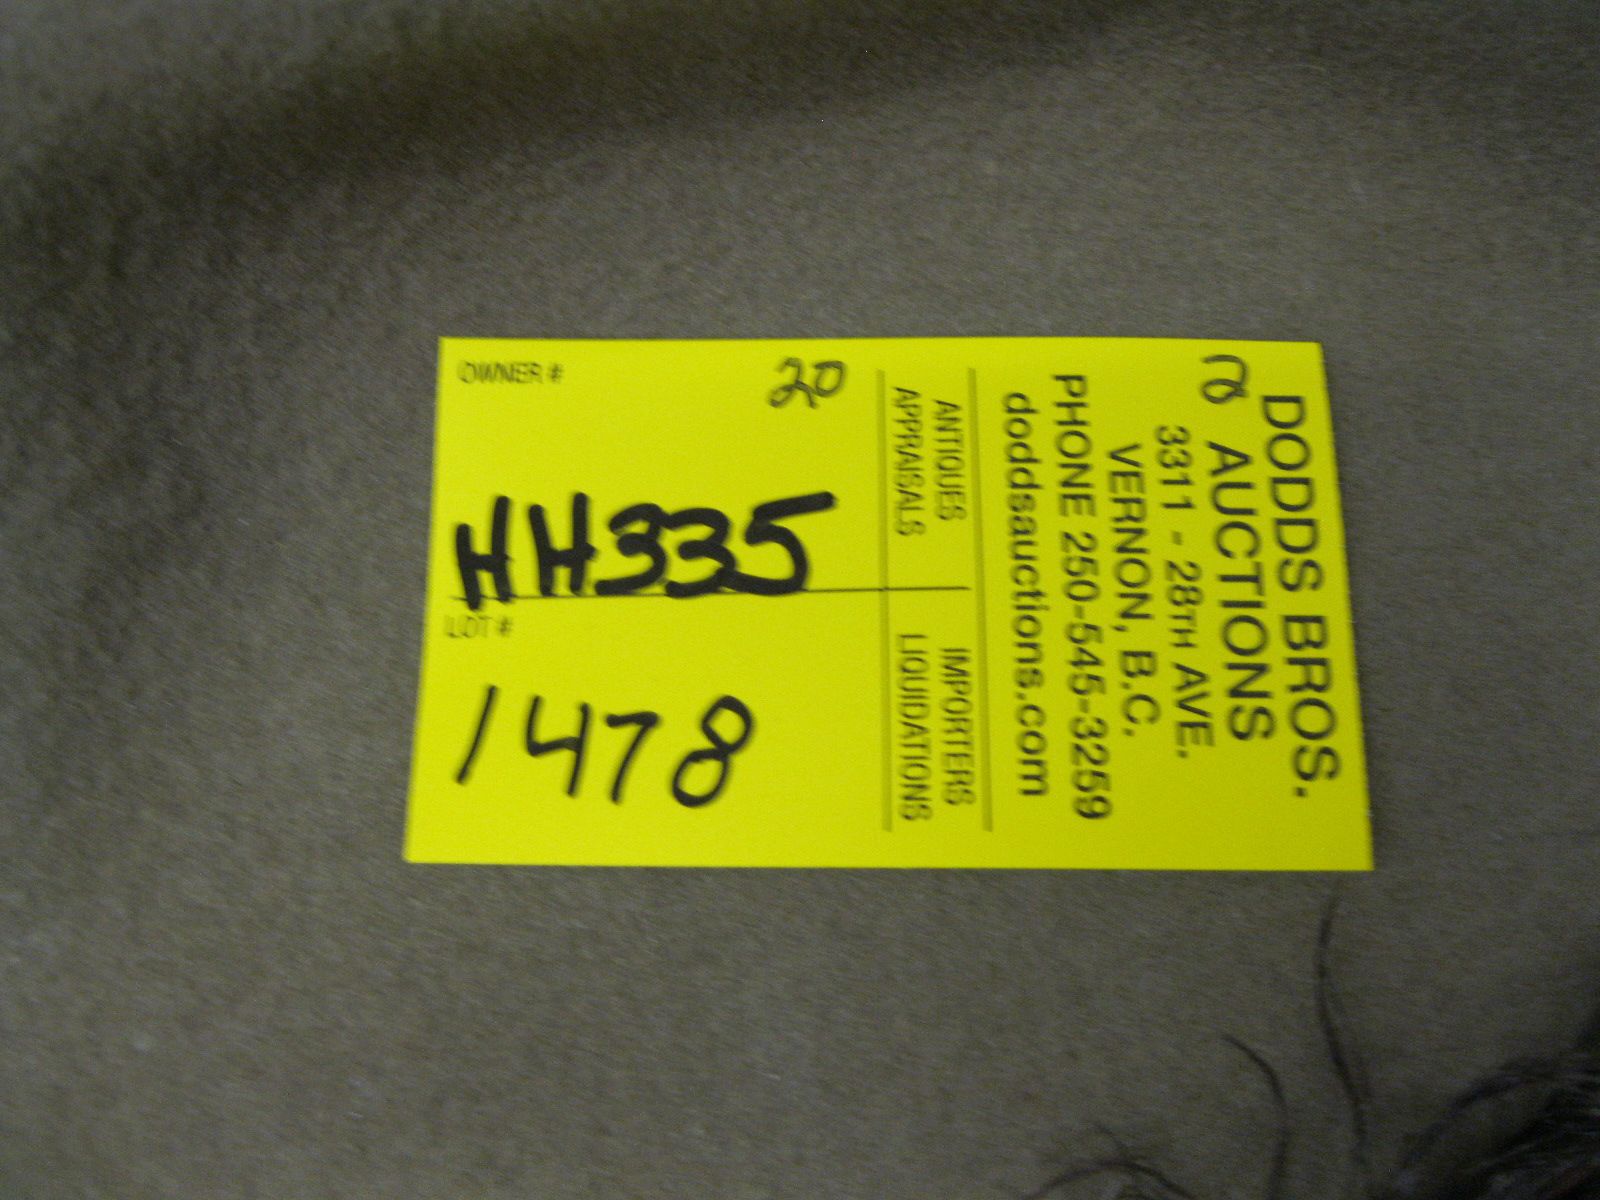 DODDS BROS.
AUCTIONS
3311 - 28TH AVE.
VERNON, B.C.
PHONE 250-545-3259
doddsauctions.com
ANTIQUES IMPORTERS
APPRAISALS LIQUIDATIONS
OWNER #
20
HH335
LOT #
1478